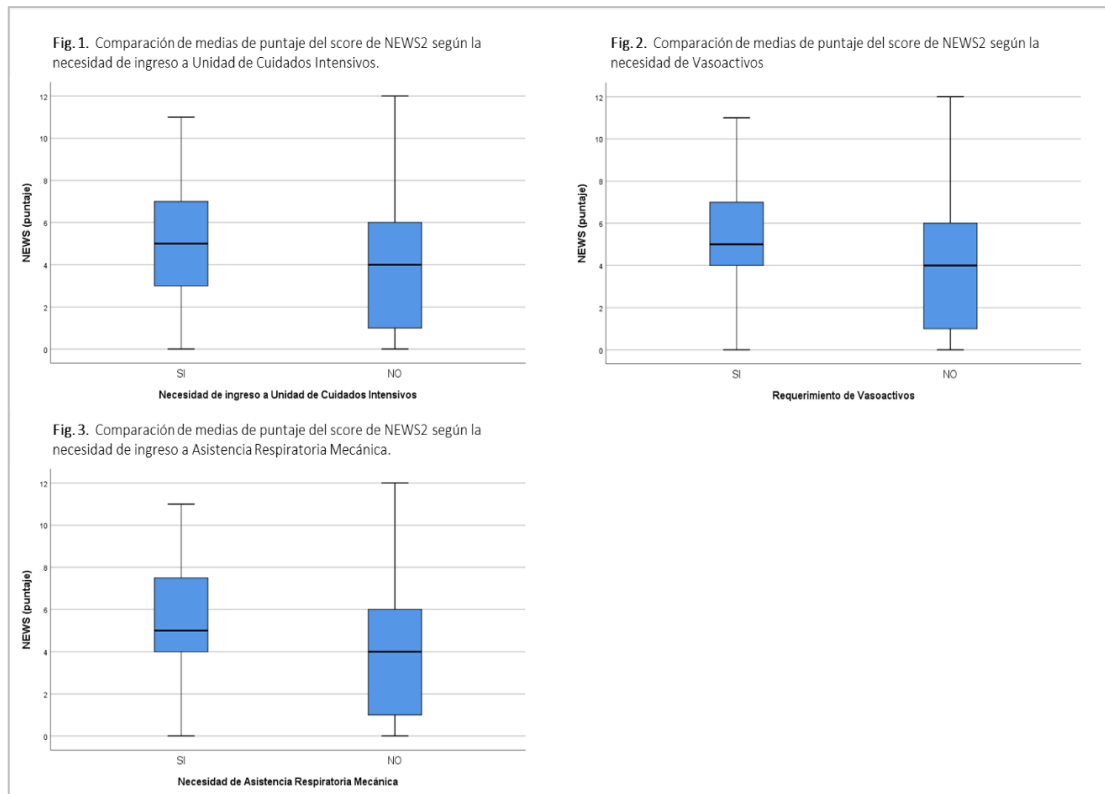 Fig. 1. Comparación de medias de puntaje del score de NEWS2 según la
necesidad de ingreso a Unidad de Cuidados Intensivos.
12
10
8
6
4
2
0
NEWS (puntaje)
SI
NO
Necesidad de ingreso a Unidad de Cuidados Intensivos
Fig. 2. Comparación de medias de puntaje del score de NEWS2 según la
necesidad de Vasoactivos
12
10
8
6
4
2
0
NEWS (puntaje)
SI
NO
Requerimiento de Vasoactivos
Fig. 3. Comparación de medias de puntaje del score de NEWS2 según la
necesidad de ingreso a Asistencia Respiratoria Mecánica.
12
10
8
6
4
2
0
NEWS (puntaje)
SI
NO
Necesidad de Asistencia Respiratoria Mecánica